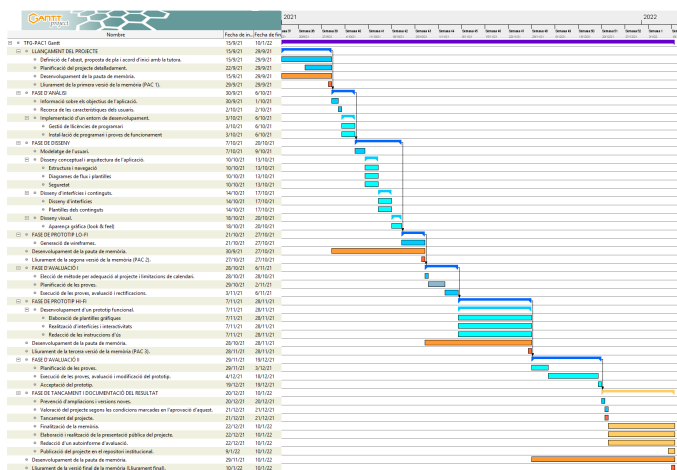 GANTT
project
2021
2022
Nombre Fecha de in... Fecha de fin
TFG-PAC1 Gantt 15/9/21 10/1/22
LLANÇAMENT DEL PROJECTE 15/9/21 29/9/21
Definició de l'abast, proposta de pla i acord d'inici amb la tutora. 15/9/21 29/9/21
Planificació del projecte detalladament. 22/9/21 29/9/21
Desenvolupament de la pauta de memòria. 15/9/21 29/9/21
Lliurament de la primera versió de la memòria (PAC 1). 29/9/21 29/9/21
FASE D'ANÀLISI 30/9/21 6/10/21
Informació sobre els objectius de l'aplicació. 30/9/21 1/10/21
Recerca de les característiques dels usuaris. 2/10/21 2/10/21
Implementació d'un entorn de desenvolupament. 3/10/21 6/10/21
Gestió de llicències de programari 3/10/21 6/10/21
Instal·lació de programari i proves de funcionament 3/10/21 6/10/21
FASE DE DISSENY 7/10/21 20/10/21
Modelatge de l'usuari. 7/10/21 9/10/21
Disseny conceptual i arquitectura de l'aplicació. 10/10/21 13/10/21
Estructura i navegació 10/10/21 13/10/21
Diagrames de flux i plantilles 10/10/21 13/10/21
Seguretat 10/10/21 13/10/21
Disseny d'interfícies i continguts. 14/10/21 17/10/21
Disseny d'interfícies 14/10/21 17/10/21
Plantilles dels continguts 14/10/21 17/10/21
Disseny visual. 18/10/21 20/10/21
Aparença gràfica (look & feel) 18/10/21 20/10/21
FASE DE PROTOTIP LO-FI 21/10/21 27/10/21
Generació de wireframes. 21/10/21 27/10/21
Desenvolupament de la pauta de memòria. 30/9/21 27/10/21
Lliurament de la segona versió de la memòria (PAC 2). 27/10/21 27/10/21
FASE D'AVALUACIÓ I 28/10/21 6/11/21
Elecció de mètode per adequació al projecte i limitacions de calendari. 28/10/21 28/10/21
Planificació de les proves. 29/10/21 2/11/21
Execució de les proves, avaluació i rectificacions. 3/11/21 6/11/21
FASE DE PROTOTIP HI-FI 7/11/21 28/11/21
Desenvolupament d'un prototip funcional. 7/11/21 28/11/21
Elaboració de plantilles gràfiques 7/11/21 28/11/21
Realització d'interfícies i interactivitats 7/11/21 28/11/21
Redacció de les instruccions d'ús 7/11/21 28/11/21
Desenvolupament de la pauta de memòria. 28/10/21 28/11/21
Lliurament de la tercera versió de la memòria (PAC 3). 28/11/21 28/11/21
FASE D'AVALUACIÓ II 29/11/21 19/12/21
Planificació de les proves. 29/11/21 3/12/21
Execució de les proves, avaluació i modificació del prototip. 4/12/21 18/12/21
Acceptació del prototip. 19/12/21 19/12/21
FASE DE TANCAMENT I DOCUMENTACIÓ DEL RESULTAT 20/12/21 10/1/22
Prevenció d'ampliacions i versions noves. 20/12/21 20/12/21
Valoració del projecte segons les condicions marcades en l'aprovació d'aquest. 21/12/21 21/12/21
Tancament del projecte. 21/12/21 21/12/21
Finalització de la memòria. 22/12/21 10/1/22
Elaboració i realització de la presentació pública del projecte. 22/12/21 10/1/22
Redacció d'un autoinforme d'avaluació. 22/12/21 10/1/22
Publicació del projecte en el repositori institucional. 9/1/22 10/1/22
Desenvolupament de la pauta de memòria. 29/11/21 10/1/22
Lliurament de la versió final de la memòria (Lliurament final). 10/1/22 10/1/22